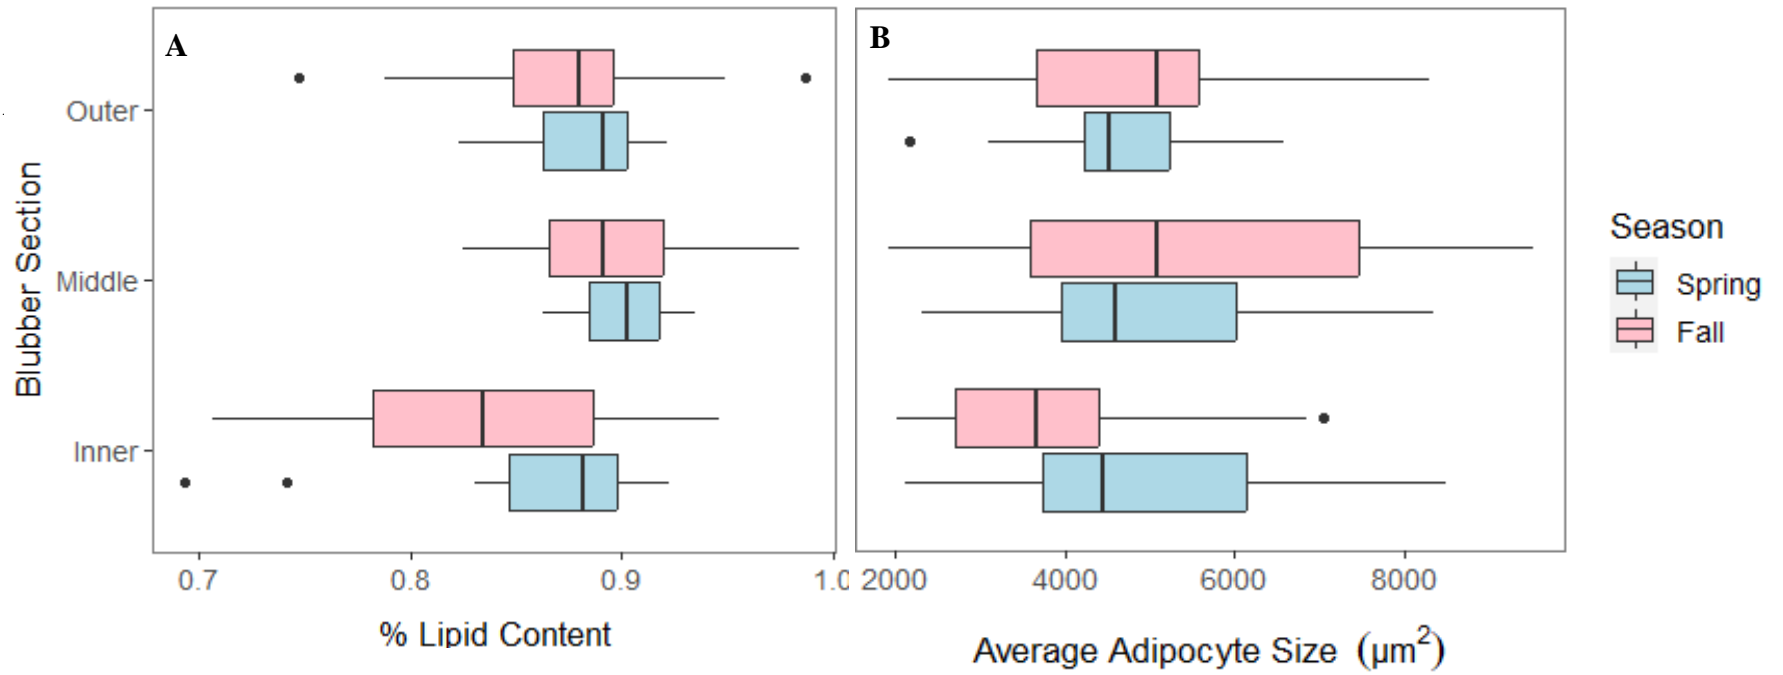 A
B
Outer
Middle
Inner
Blubber Section
0.7 0.8 0.9 1.0
% Lipid Content
2000 4000 6000 8000
Average Adipocyte Size (µm²)
Season
Spring
Fall